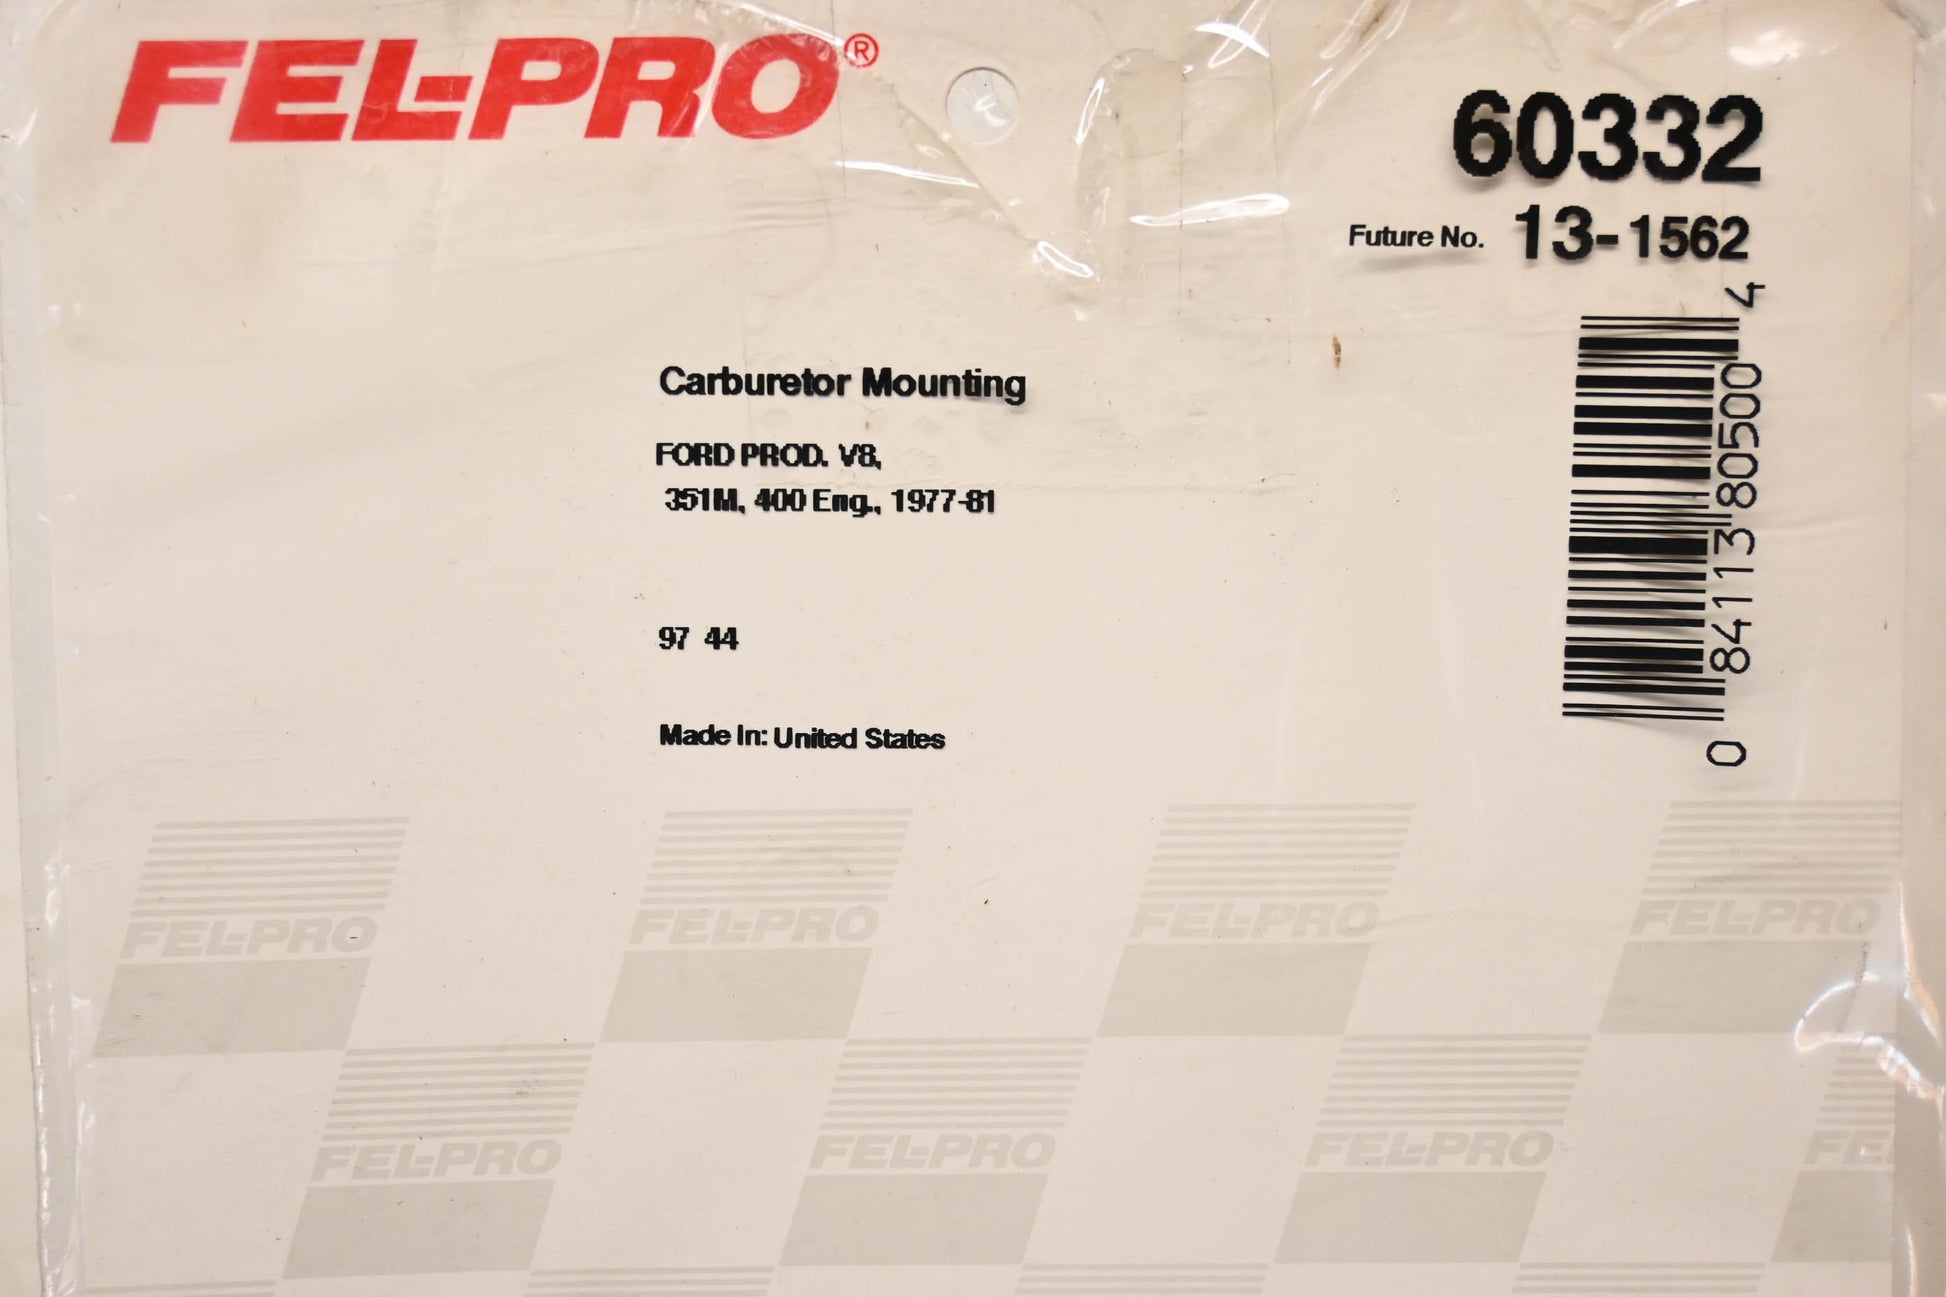 FEL-PRO®
60332
Future No. 13-1562
Carburetor Mounting
FORD PROD. V8,
351M, 400 Eng., 1977-81
97 44
Made In: United States
0 84113 80500 4
FEL-PRO FEL-PRO FEL-PRO FEL-PRO
FEL-PRO FEL-PRO FEL-PRO FE